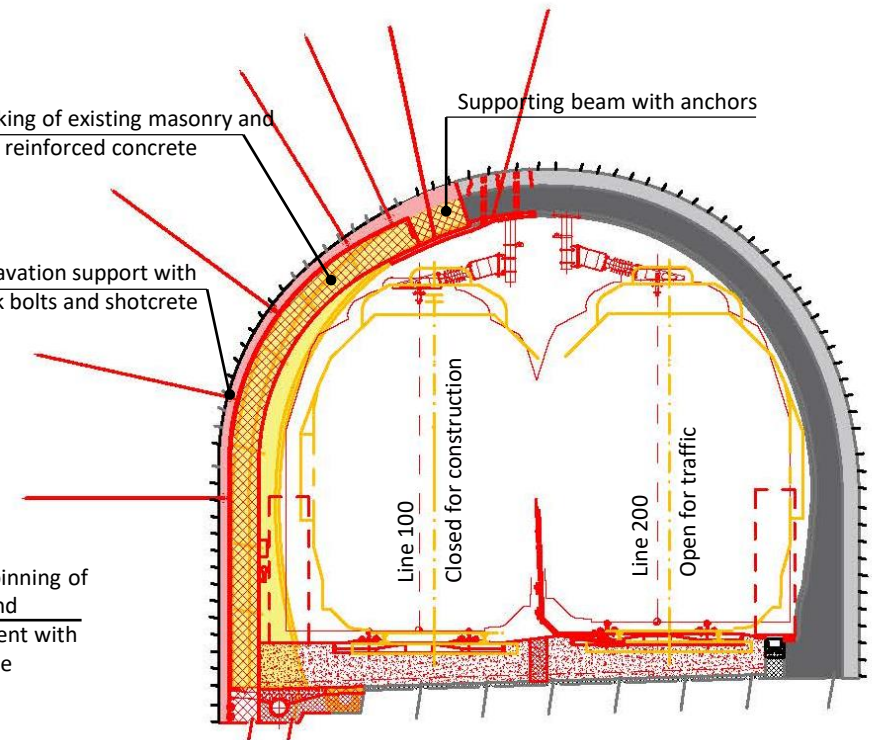 king of existing masonry and
reinforced concrete
Supporting beam with anchors
avation support with
k bolts and shotcrete
Line 100
Closed for construction
Line 200
Open for traffic
inning of
nd
ent with
e